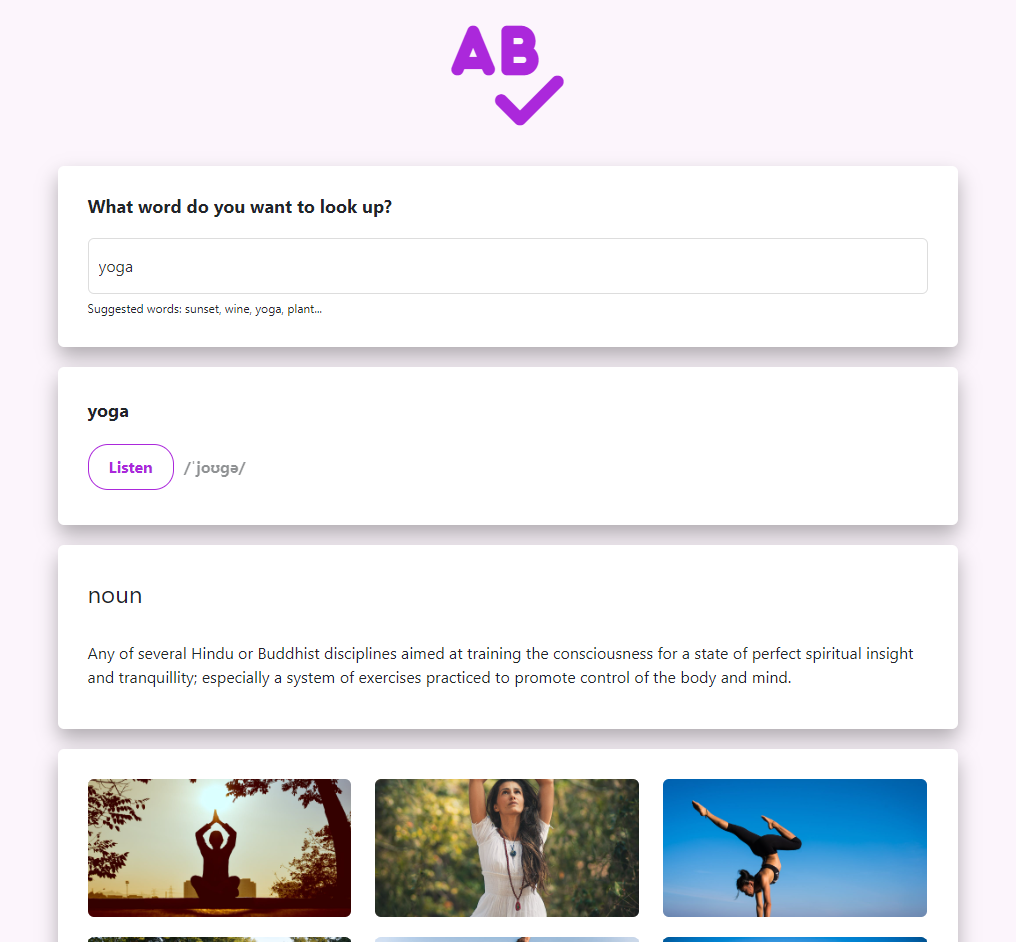 AB
What word do you want to look up?
yoga
Suggested words: sunset, wine, yoga, plant...
yoga
Listen /ˈjoʊɡə/
noun
Any of several Hindu or Buddhist disciplines aimed at training the consciousness for a state of perfect spiritual insight
and tranquillity; especially a system of exercises practiced to promote control of the body and mind.